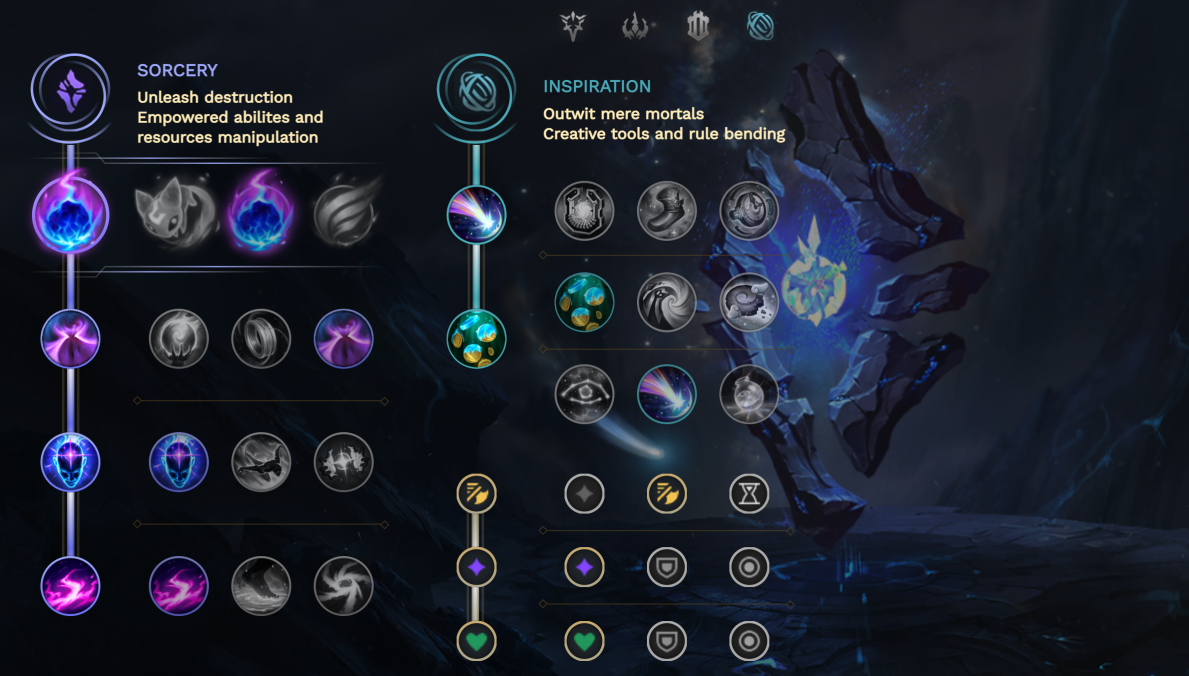 SORCERY
Unleash destruction
Empowered abilites and
resources manipulation
INSPIRATION
Outwit mere mortals
Creative tools and rule bending